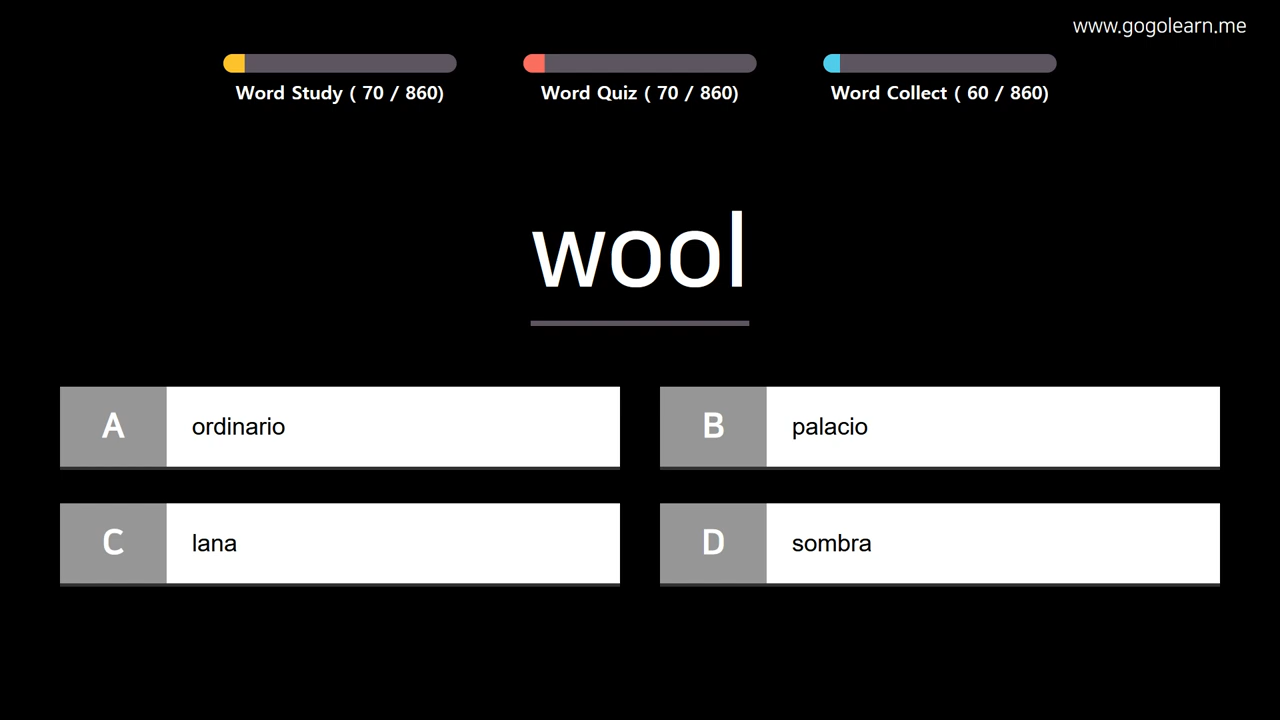 www.gogolearn.me
Word Study ( 70 / 860)
Word Quiz ( 70 / 860)
Word Collect ( 60 / 860)
wool
A ordinario
B palacio
C lana
D sombra